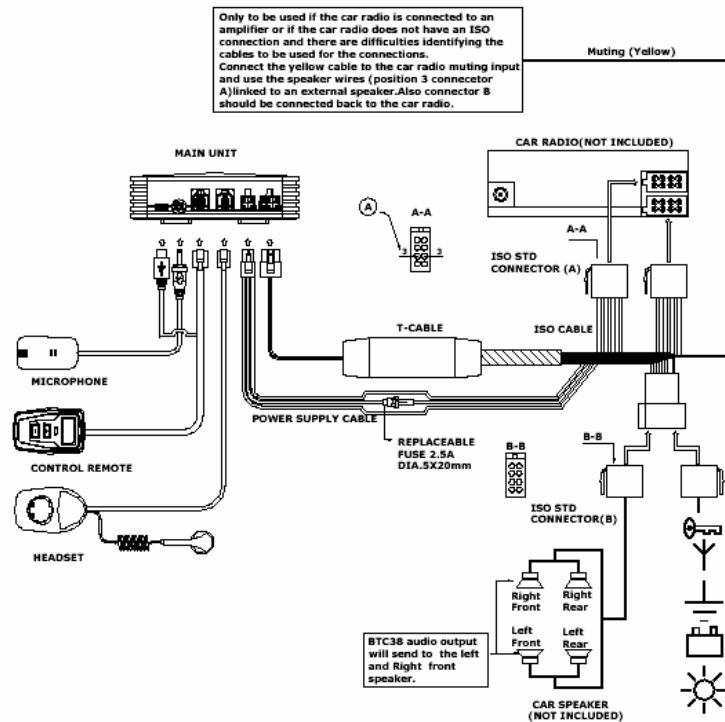 Only to be used if the car radio is connected to an
amplifier or if the car radio does not have an ISO
connection and there are difficulties identifying the
cables to be used for the connections.
Connect the yellow cable to the car radio muting input
and use the speaker wires (position 3 connecetor
A)linked to an external speaker.Also connector B
should be connected back to the car radio.
Muting (Yellow)
CAR RADIO(NOT INCLUDED)
MAIN UNIT
A
A-A
3
3
A-A
ISO STD
CONNECTOR (A)
T-CABLE
ISO CABLE
MICROPHONE
POWER SUPPLY CABLE
REPLACEABLE
FUSE 2.5A
DIA.5X20mm
CONTROL REMOTE
B-B
B-B
ISO STD
CONNECTOR(B)
HEADSET
Right
Front
Right
Rear
Left
Front
Left
Rear
BTC38 audio output
will send to the left
and Right front
speaker.
CAR SPEAKER
(NOT INCLUDED)